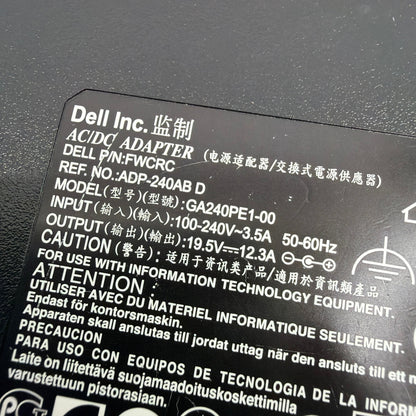 Dell Inc. 监制
AC/DC ADAPTER (电源适配器/交换式電源供應器)
DELL P/N:FWCRC
REF. NO.:ADP-240AB D
MODEL(型号)(型號):GA240PE1-00
INPUT (输入)(輸入):100-240V~3.5A 50-60Hz
OUTPUT (输出)(輸出):19.5V⎓12.3A
CAUTION (警告): 适用于资讯类产品/適用於資訊類產品
FOR USE WITH INFORMATION TECHNOLOGY EQUIPMENT.
ATTENTION :
UTILISER AVEC DU MATERIEL INFORMATIQUE SEULEMENT.
Endast för kontorsmaskin.
Apparaten skall anslutas till jordat uttag när den ansluts till ett n
PRECAUCION
PARA USO CON EQUIPOS DE TECNOLOGIA DE LA INFORMA
Laite on liitettävä suojamaadoituskoskettimilla
varustettuun pistorasiaan.